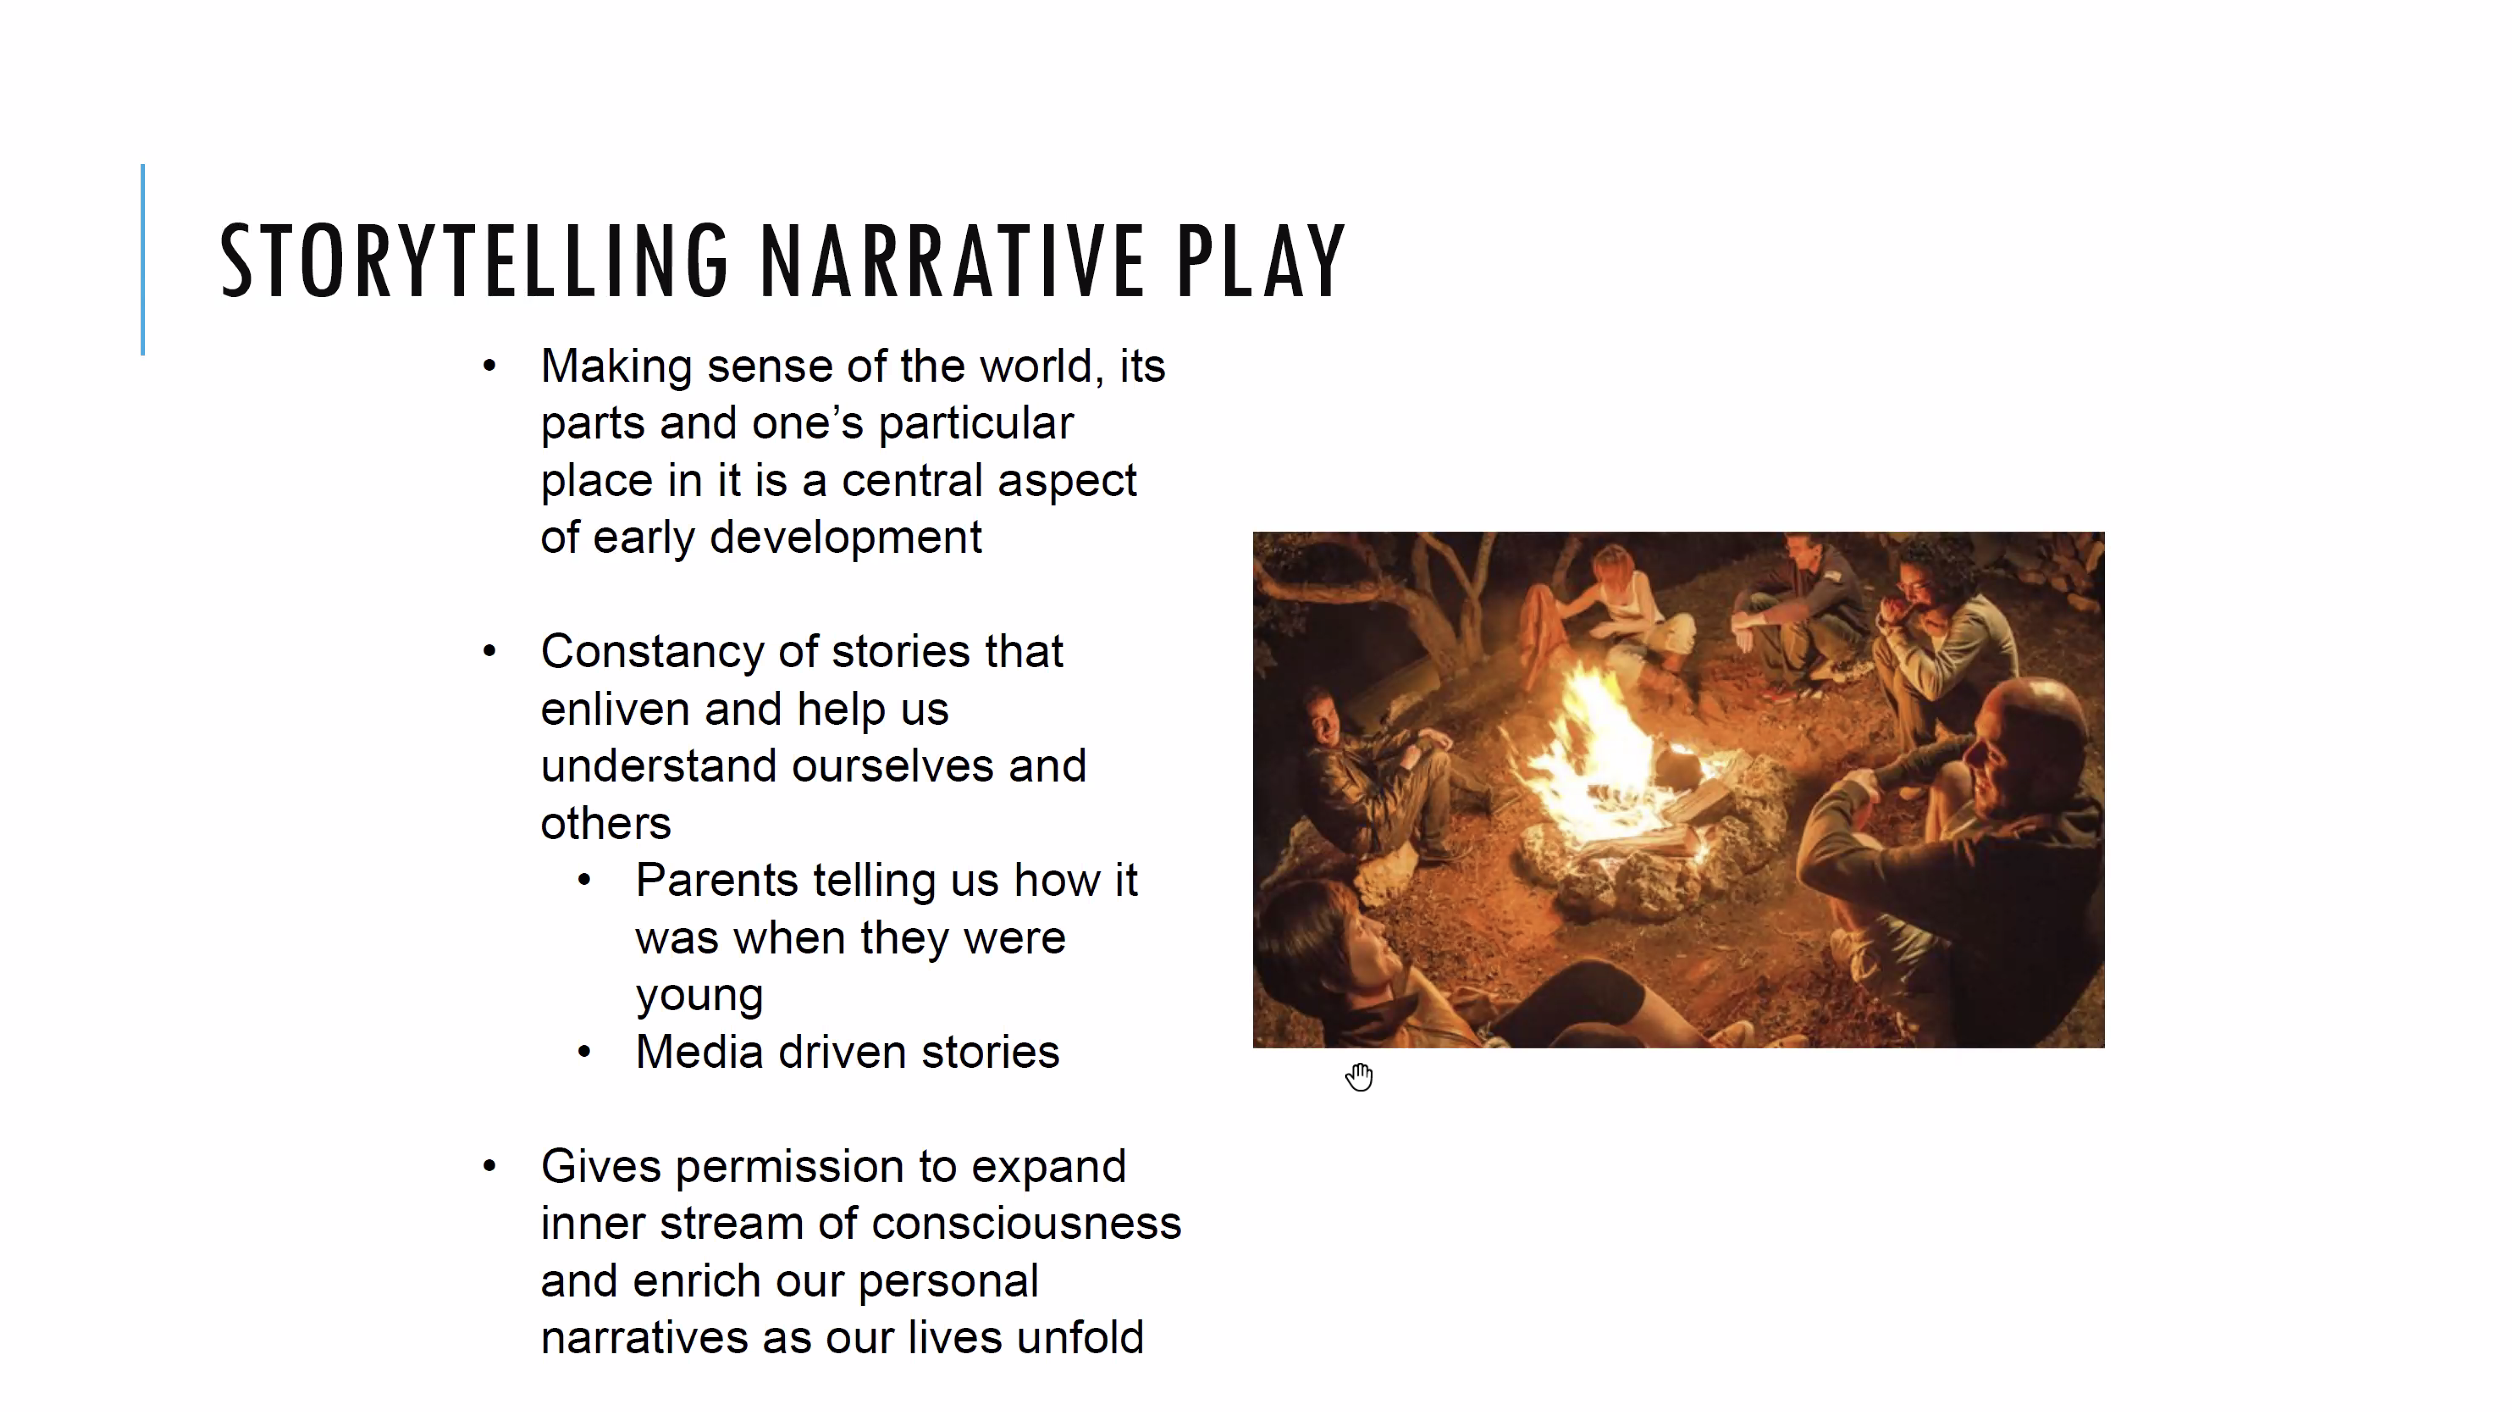 STORYTELLING NARRATIVE PLAY
• Making sense of the world, its
parts and one’s particular
place in it is a central aspect
of early development
• Constancy of stories that
enliven and help us
understand ourselves and
others
• Parents telling us how it
was when they were
young
• Media driven stories
• Gives permission to expand
inner stream of consciousness
and enrich our personal
narratives as our lives unfold